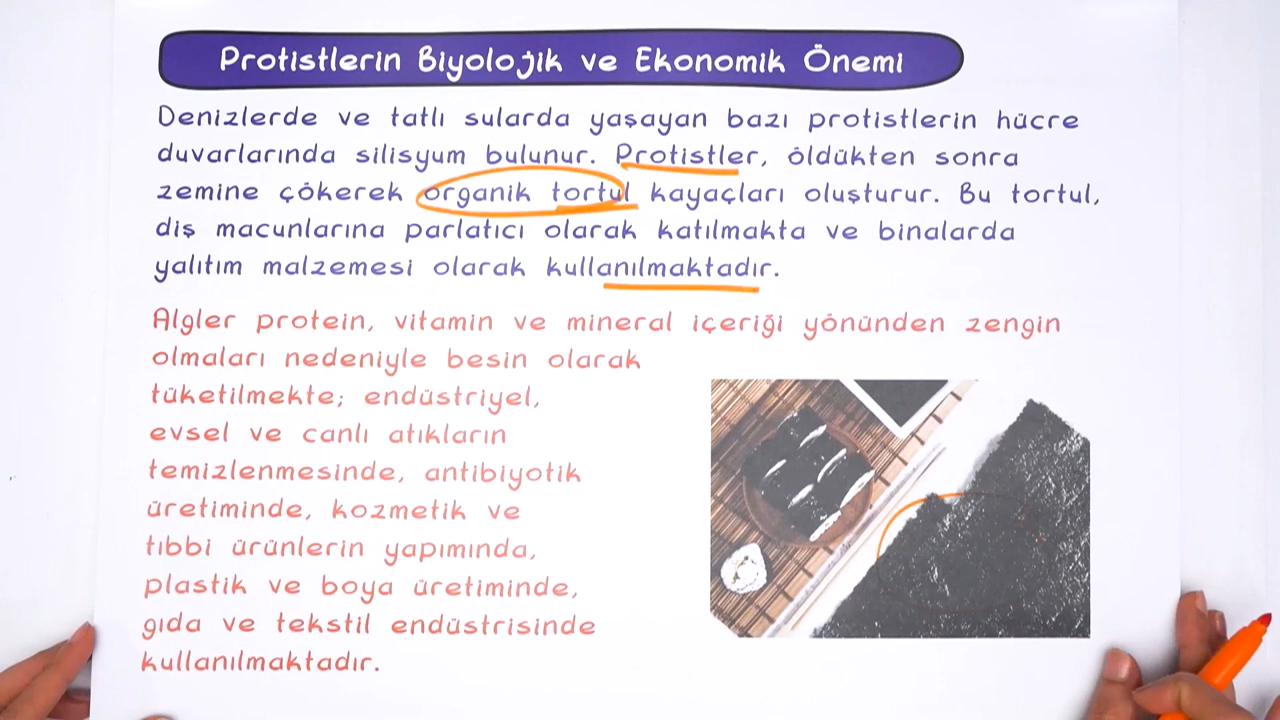 Protistlerin Biyolojik ve Ekonomik Önemi
Denizlerde ve tatlı sularda yaşayan bazı protistlerin hücre
duvarlarında silisyum bulunur. Protistler, öldükten sonra
zemine çökerek organik tortul kayaçları oluşturur. Bu tortul,
diş macunlarına parlatıcı olarak katılmakta ve binalarda
yalıtım malzemesi olarak kullanılmaktadır.
Algler protein, vitamin ve mineral içeriği yönünden zengin
olmaları nedeniyle besin olarak
tüketilmekte; endüstriyel,
evsel ve canlı atıkların
temizlenmesinde, antibiyotik
üretiminde, kozmetik ve
tıbbi ürünlerin yapımında,
plastik ve boya üretiminde,
gıda ve tekstil endüstrisinde
kullanılmaktadır.